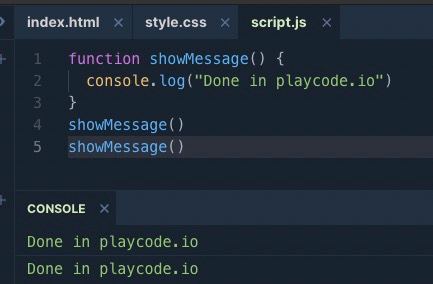 index.html × style.css × script.js ×
1 function showMessage() {
2 console.log("Done in playcode.io")
3 }
4 showMessage()
5 showMessage()
CONSOLE ×
Done in playcode.io
Done in playcode.io